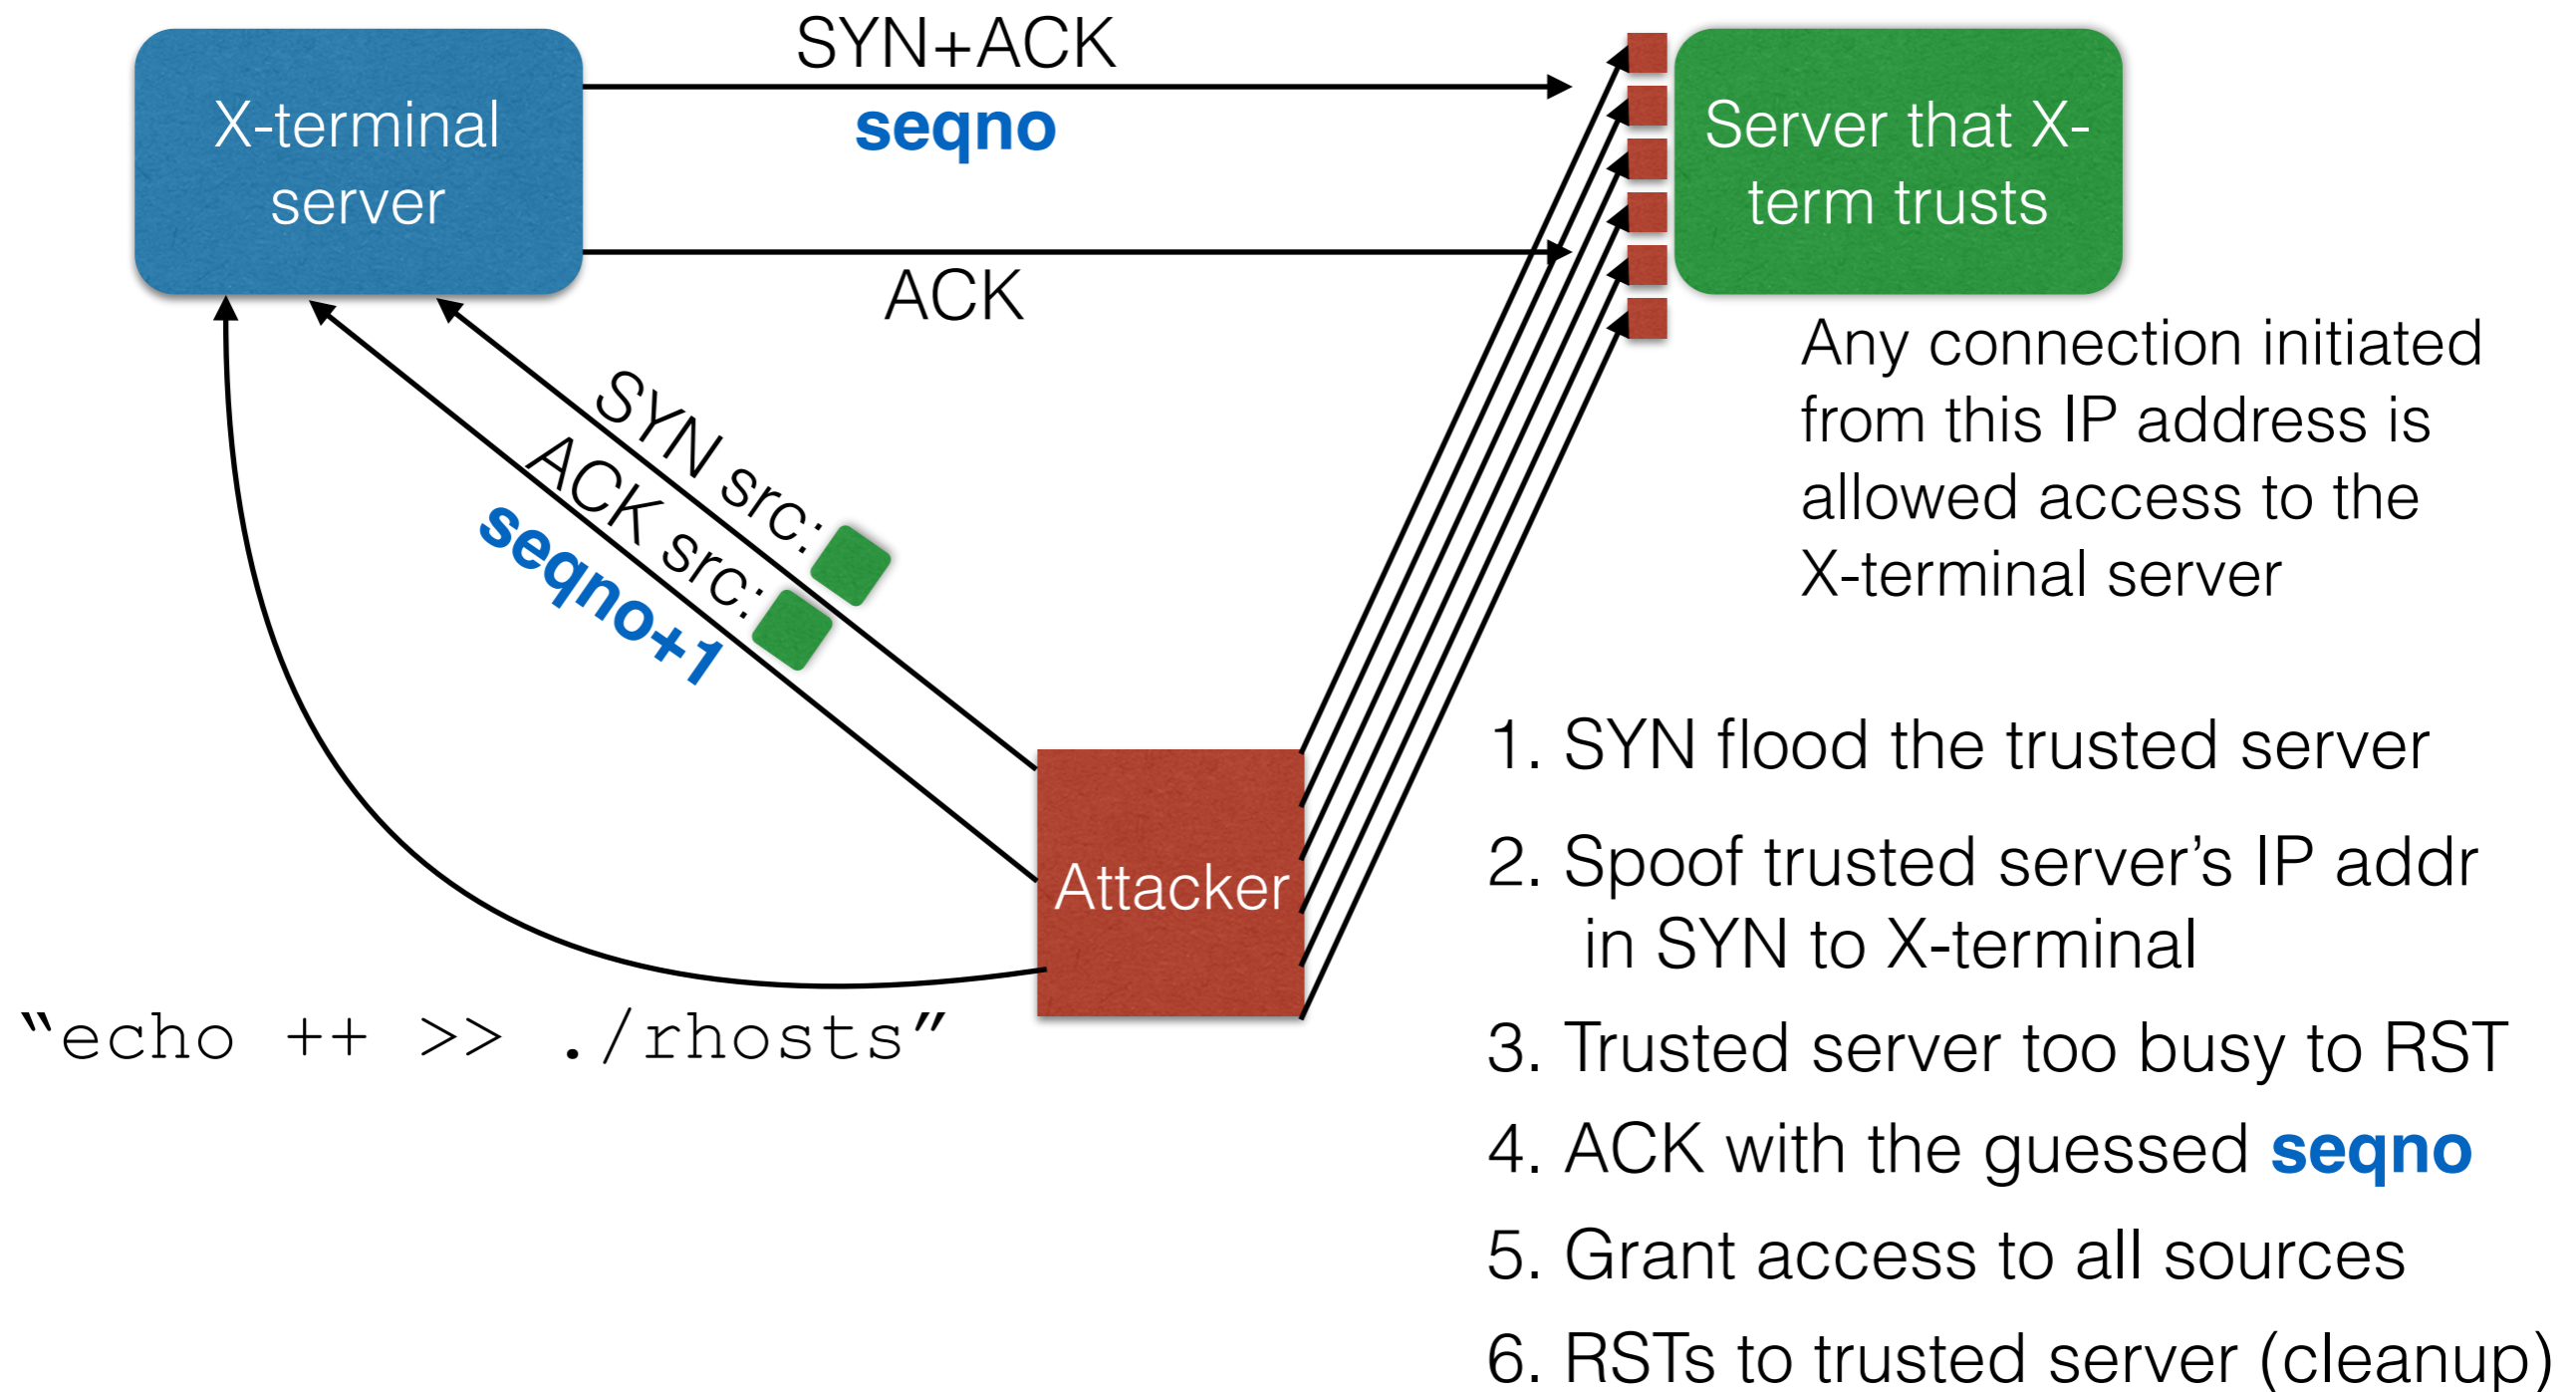 SYN+ACK
seqno
X-terminal
server
Server that X-
term trusts
ACK
Any connection initiated
from this IP address is
allowed access to the
X-terminal server
SYN src:
ACK src:
seqno+1
Attacker
"echo ++ >> ./rhosts"
1. SYN flood the trusted server
2. Spoof trusted server’s IP addr
in SYN to X-terminal
3. Trusted server too busy to RST
4. ACK with the guessed seqno
5. Grant access to all sources
6. RSTs to trusted server (cleanup)